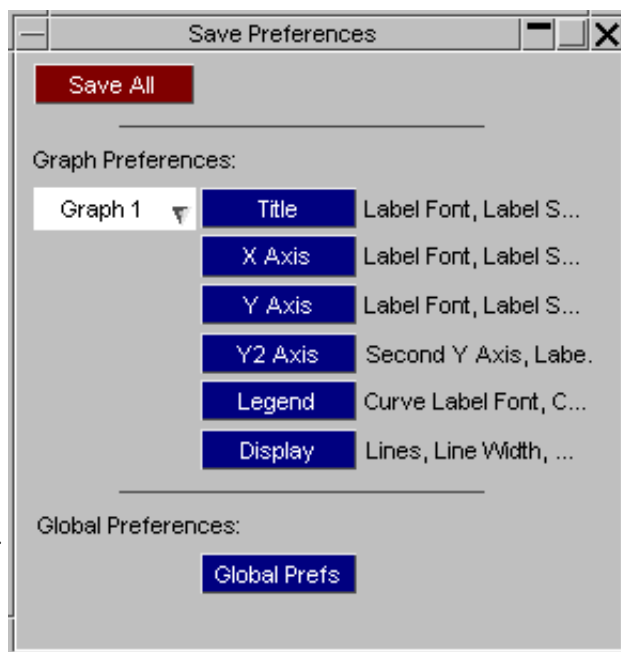 Save Preferences
Save All
Graph Preferences:
Graph 1 Title Label Font, Label S...
X Axis Label Font, Label S...
Y Axis Label Font, Label S...
Y2 Axis Second Y Axis, Labe.
Legend Curve Label Font, C...
Display Lines, Line Width, ...
Global Preferences:
Global Prefs